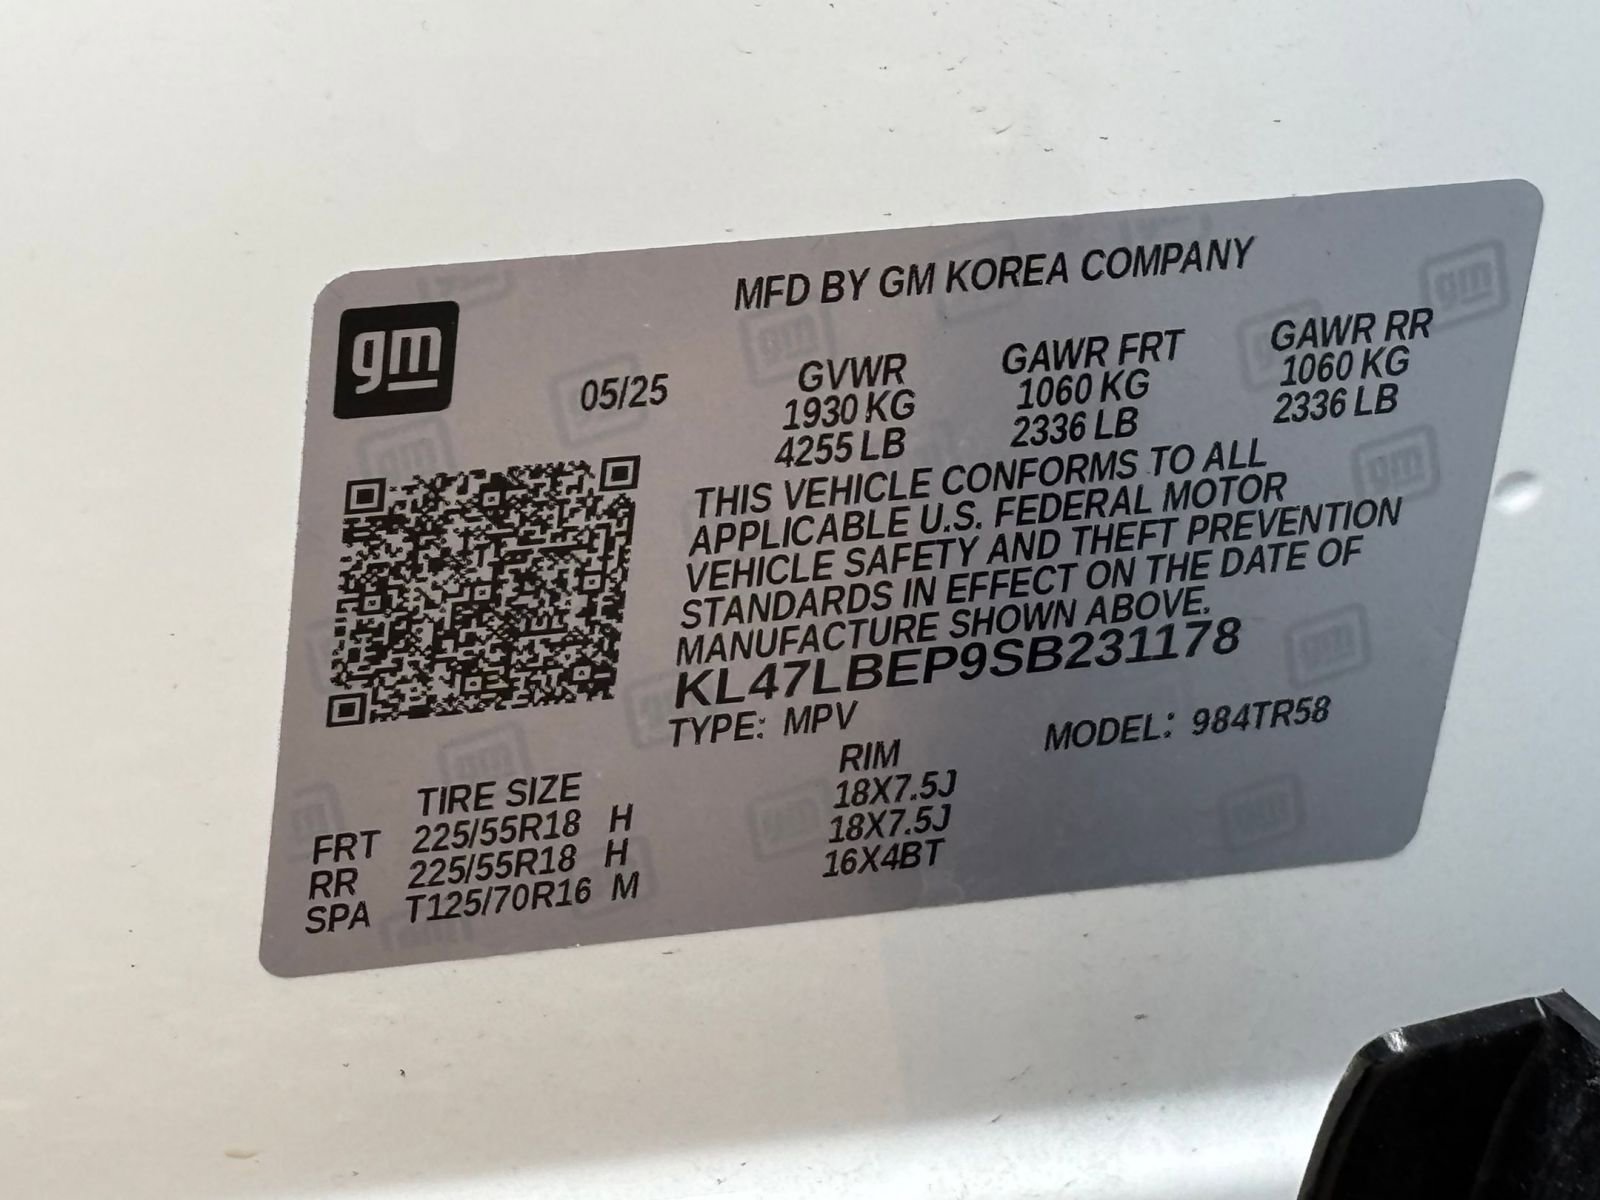 MFD BY GM KOREA COMPANY
gm
05/25
GVWR GAWR FRT GAWR RR
1930 KG 1060 KG 1060 KG
4255 LB 2336 LB 2336 LB
THIS VEHICLE CONFORMS TO ALL
APPLICABLE U.S. FEDERAL MOTOR
VEHICLE SAFETY AND THEFT PREVENTION
STANDARDS IN EFFECT ON THE DATE OF
MANUFACTURE SHOWN ABOVE.
KL47LBEP9SB231178
TYPE: MPV MODEL: 984TR58
TIRE SIZE RIM
FRT 225/55R18 H 18X7.5J
RR 225/55R18 H 18X7.5J
SPA T125/70R16 M 16X4BT